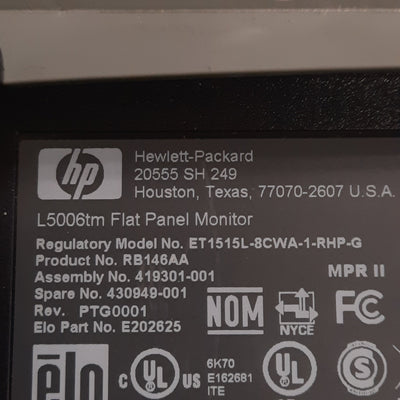 hp
Hewlett-Packard
20555 SH 249
Houston, Texas, 77070-2607 U.S.A.
L5006tm Flat Panel Monitor
Regulatory Model No. ET1515L-8CWA-1-RHP-G
Product No. RB146AA
Assembly No. 419301-001
MPR II
Spare No. 430949-001
Rev. PTG0001
Elo Part No. E202625
NOM
NYCE
FC
elo
c UL US
6K70
E162681
ITE
UL
S